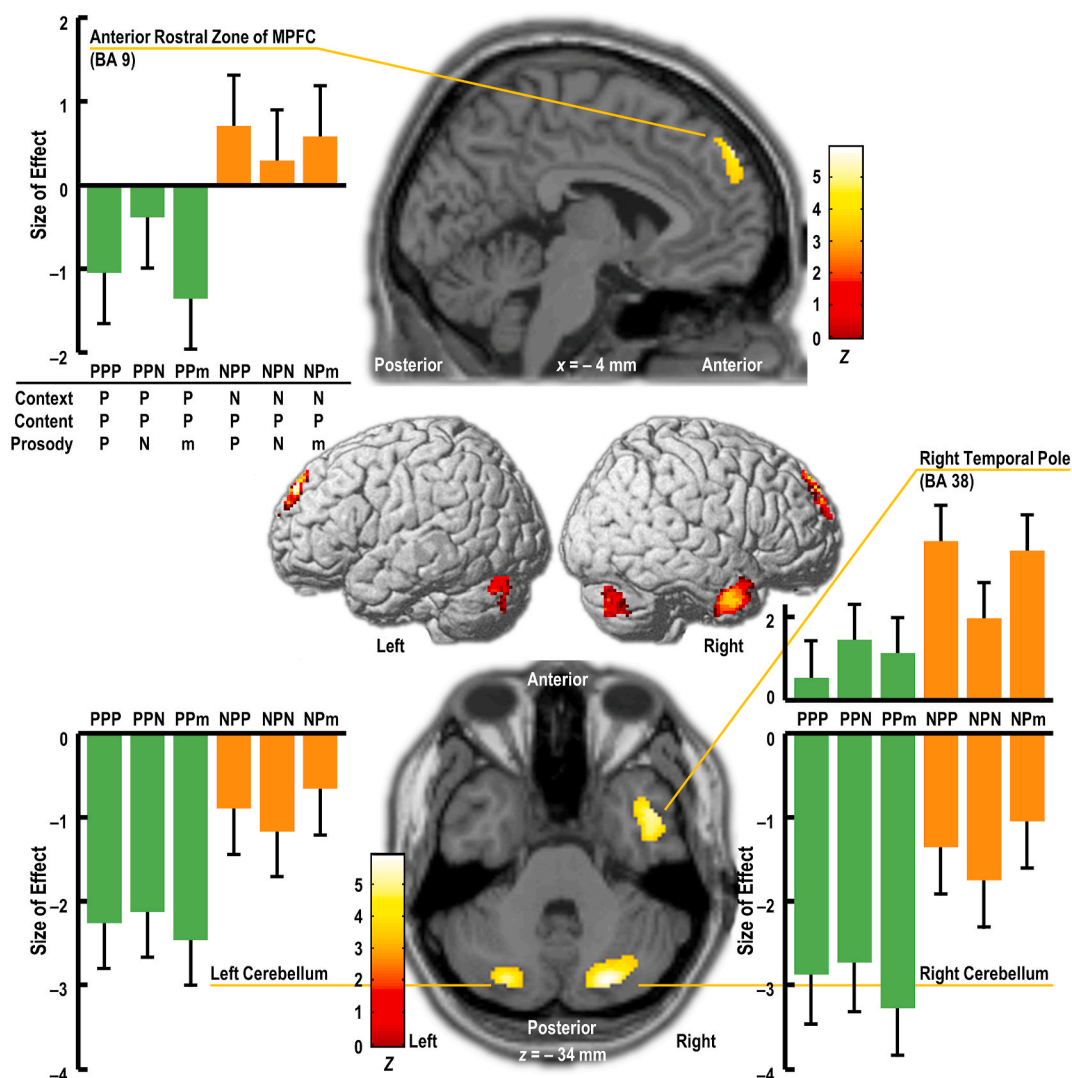 2
Anterior Rostral Zone of MPFC
(BA 9)
1
0
–1
–2
Size of Effect
5
4
3
2
1
0
Z
Posterior
x = – 4 mm
Anterior
PPP PPN PPm NPP NPN NPm
Context P P P N N N
Content P P P P P P
Prosody P N m P N m
Right Temporal Pole
(BA 38)
Left
Right
2
0
Anterior
PPP PPN PPm NPP NPN NPm
0
–1
–2
–3
–4
Size of Effect
Left Cerebellum
5
4
3
2
1
0
Z
Left
Posterior
z = – 34 mm
Right
PPP PPN PPm NPP NPN NPm
0
–1
–2
–3
–4
Size of Effect
Right Cerebellum